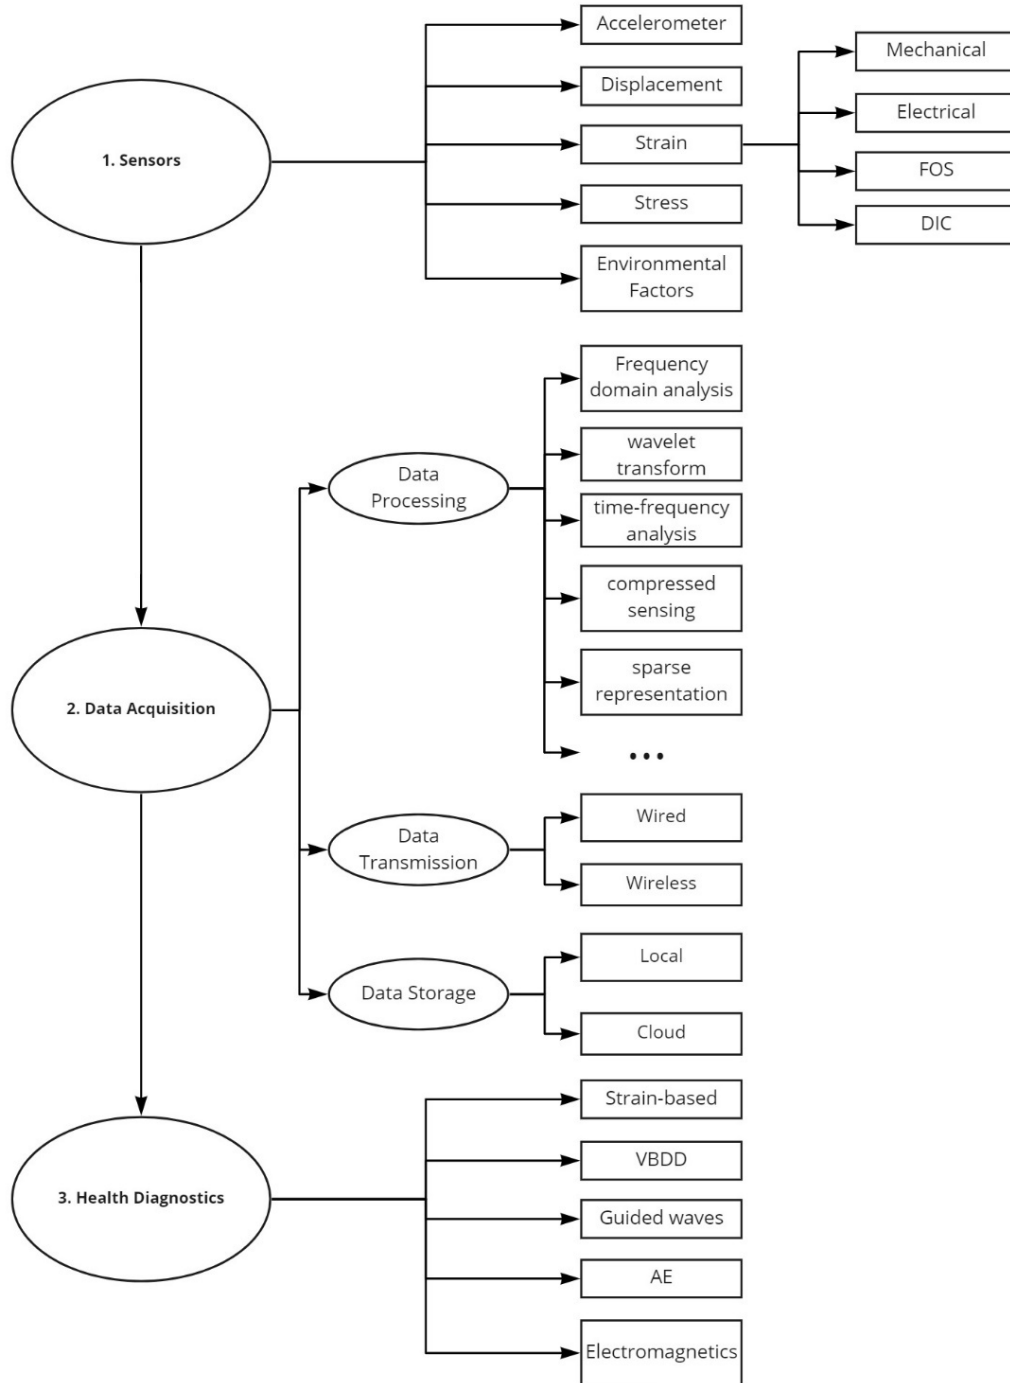 1. Sensors
Accelerometer
Displacement
Strain
Stress
Environmental
Factors
Mechanical
Electrical
FOS
DIC
2. Data Acquisition
Data
Processing
Frequency
domain analysis
wavelet
transform
time-frequency
analysis
compressed
sensing
sparse
representation
...
Data
Transmission
Wired
Wireless
Data Storage
Local
Cloud
3. Health Diagnostics
Strain-based
VBDD
Guided waves
AE
Electromagnetics